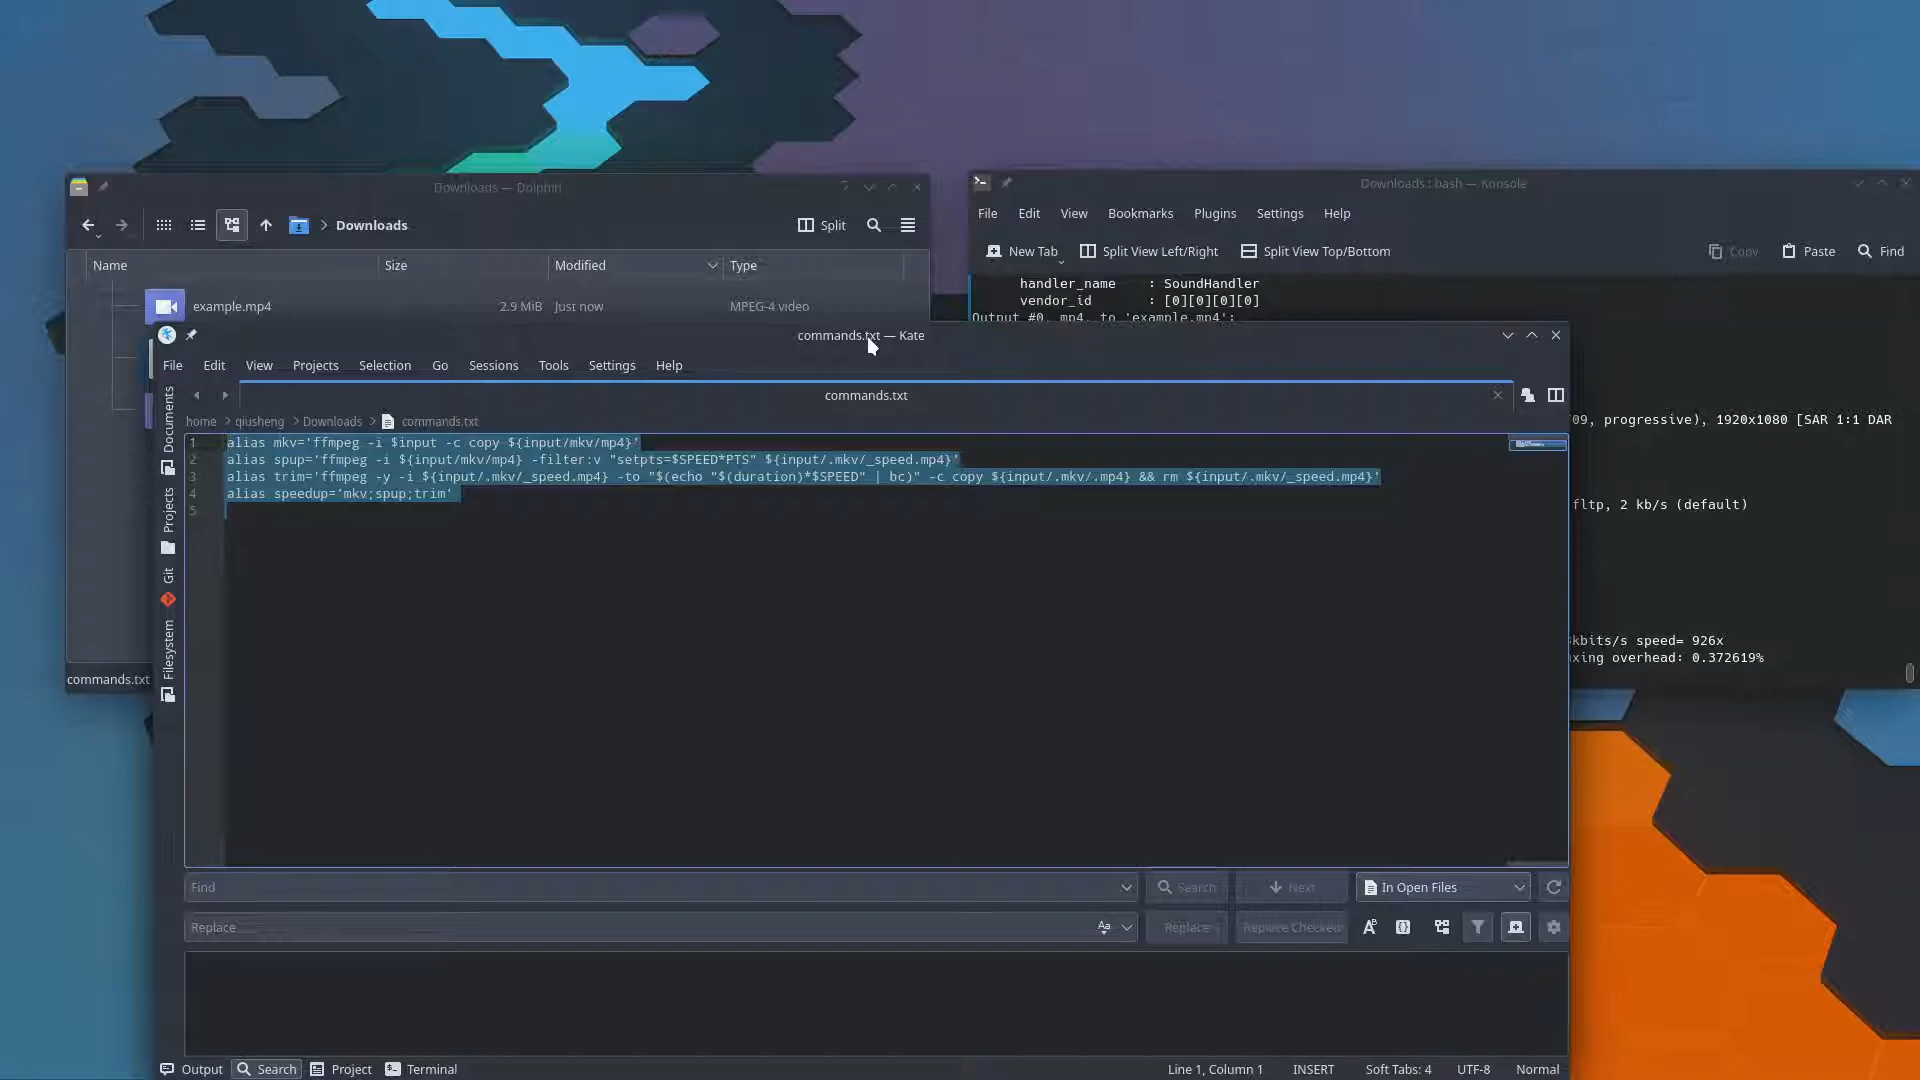 Downloads — Dolphin
Split
Downloads
Name
Size
Modified
Type
example.mp4
2.9 MiB
Just now
MPEG-4 video
commands.txt
Downloads : bash — Konsole
File Edit View Bookmarks Plugins Settings Help
New Tab
Split View Left/Right
Split View Top/Bottom
Copy
Paste
Find
handler_name : SoundHandler
vendor_id : [0][0][0][0]
Output #0, mp4, to 'example.mp4':
09, progressive), 1920x1080 [SAR 1:1 DAR
fltp, 2 kb/s (default)
kbits/s speed= 926x
xing overhead: 0.372619%
commands.txt — Kate
File Edit View Projects Selection Go Sessions Tools Settings Help
commands.txt
home > qiusheng > Downloads > commands.txt
Documents
Projects
Git
Filesystem
1 alias mkv='ffmpeg -i $input -c copy ${input/mkv/mp4}'
2 alias spup='ffmpeg -i ${input/mkv/mp4} -filter:v "setpts=$SPEED*PTS" ${input/.mkv/_speed.mp4}'
3 alias trim='ffmpeg -y -i ${input/.mkv/_speed.mp4} -to "$(echo "$(duration)*$SPEED" | bc)" -c copy ${input/.mkv/.mp4} && rm ${input/.mkv/_speed.mp4}'
4 alias speedup='mkv;spup;trim'
5
Find
Search
Next
In Open Files
Replace
Aa
Replace
Replace Checked
Output
Search
Project
Terminal
Line 1, Column 1
INSERT
Soft Tabs: 4
UTF-8
Normal